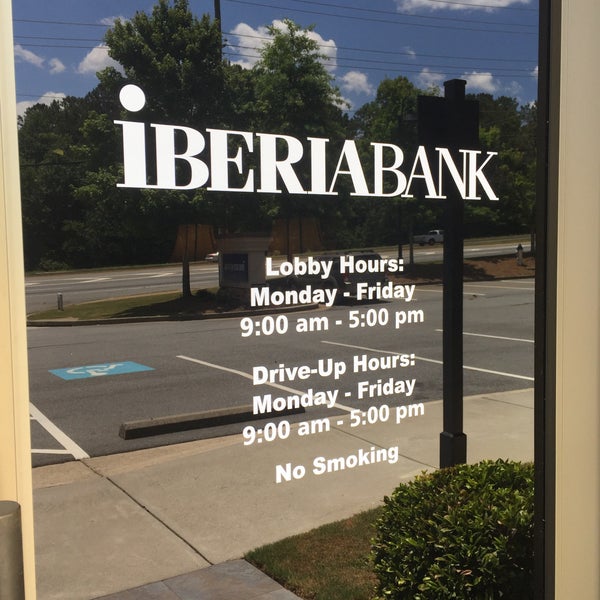 iBERIABANK
Lobby Hours:
Monday - Friday
9:00 am - 5:00 pm
Drive-Up Hours:
Monday - Friday
9:00 am - 5:00 pm
No Smoking